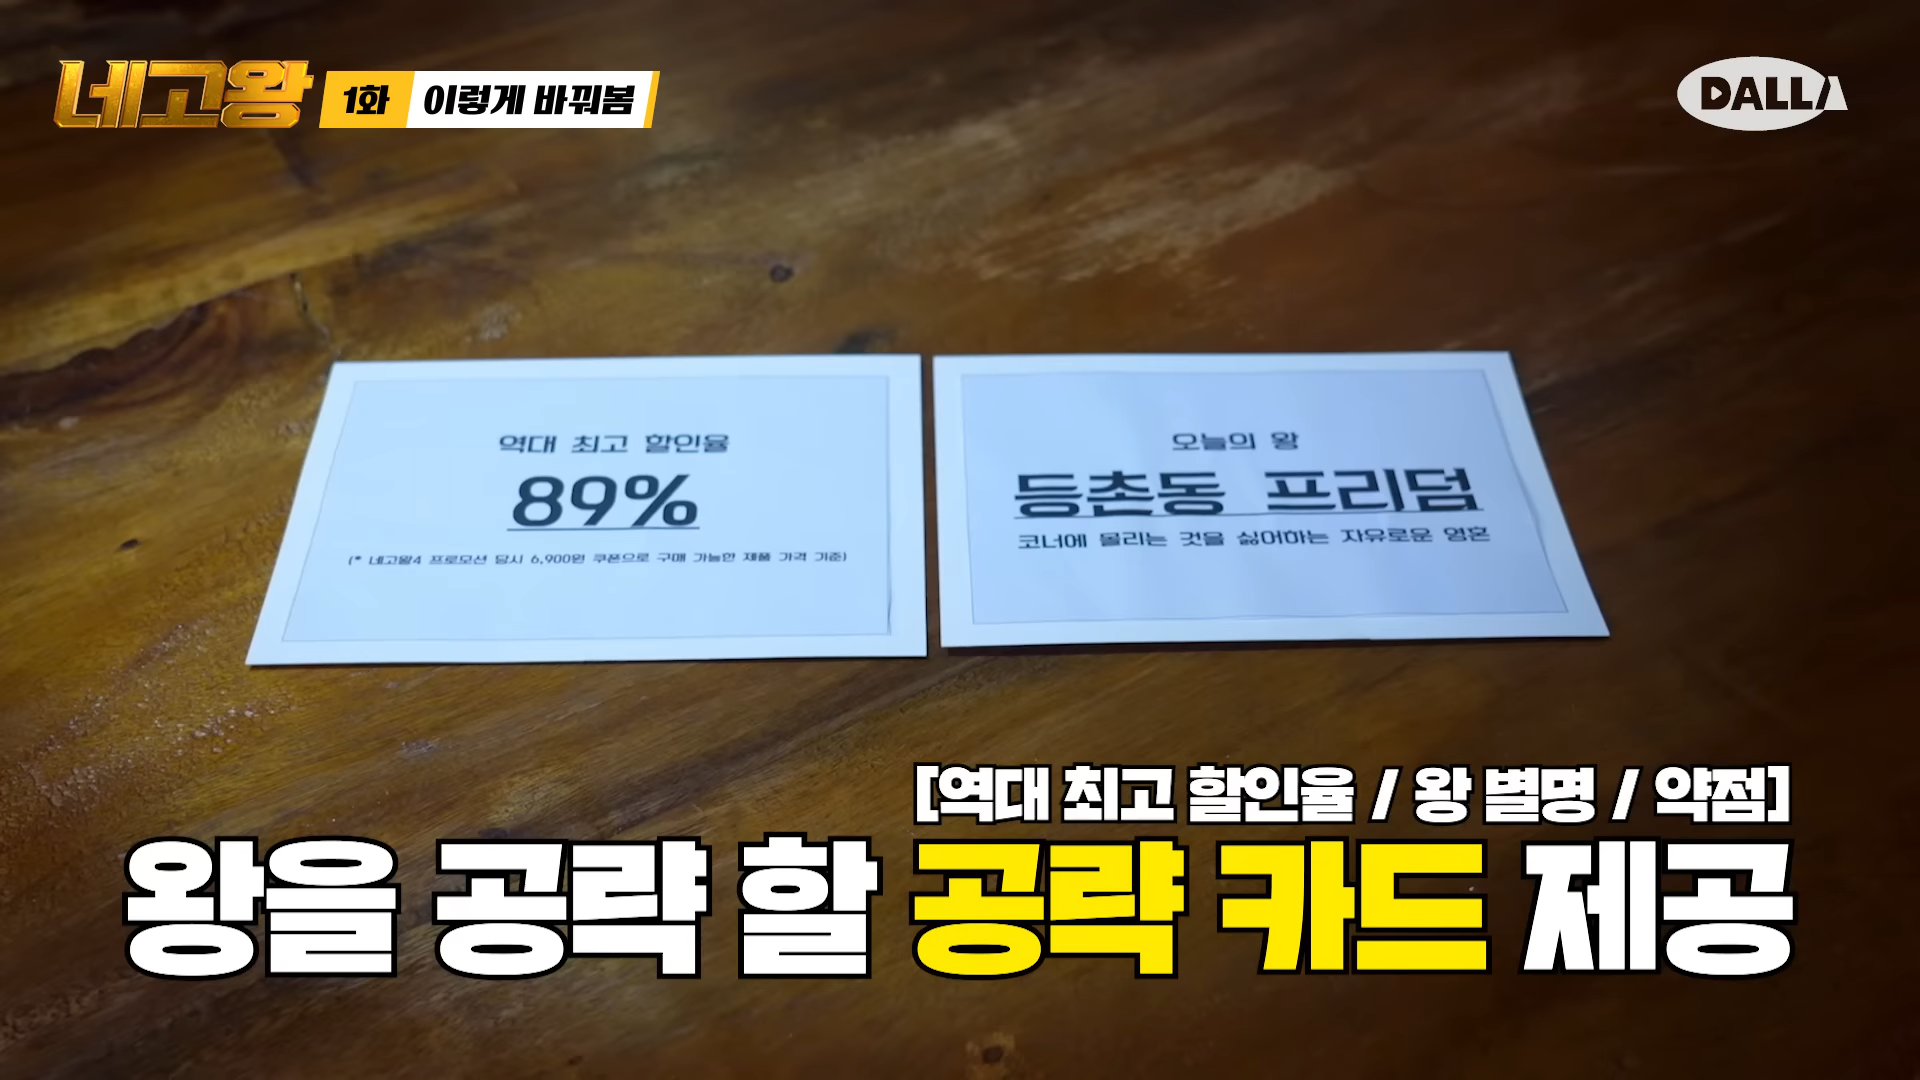 네고왕
1화 이렇게 바꿔봄
DALLA
역대 최고 할인율
89%
(* 네고왕4 프로모션 당시 6,900원 쿠폰으로 구매 가능한 제품 가격 기준)
오늘의 왕
등촌동 프리덤
코너에 몰리는 것을 싫어하는 자유로운 영혼
[역대 최고 할인율 / 왕 별명 / 약점]
왕을 공략 할 공략 카드 제공